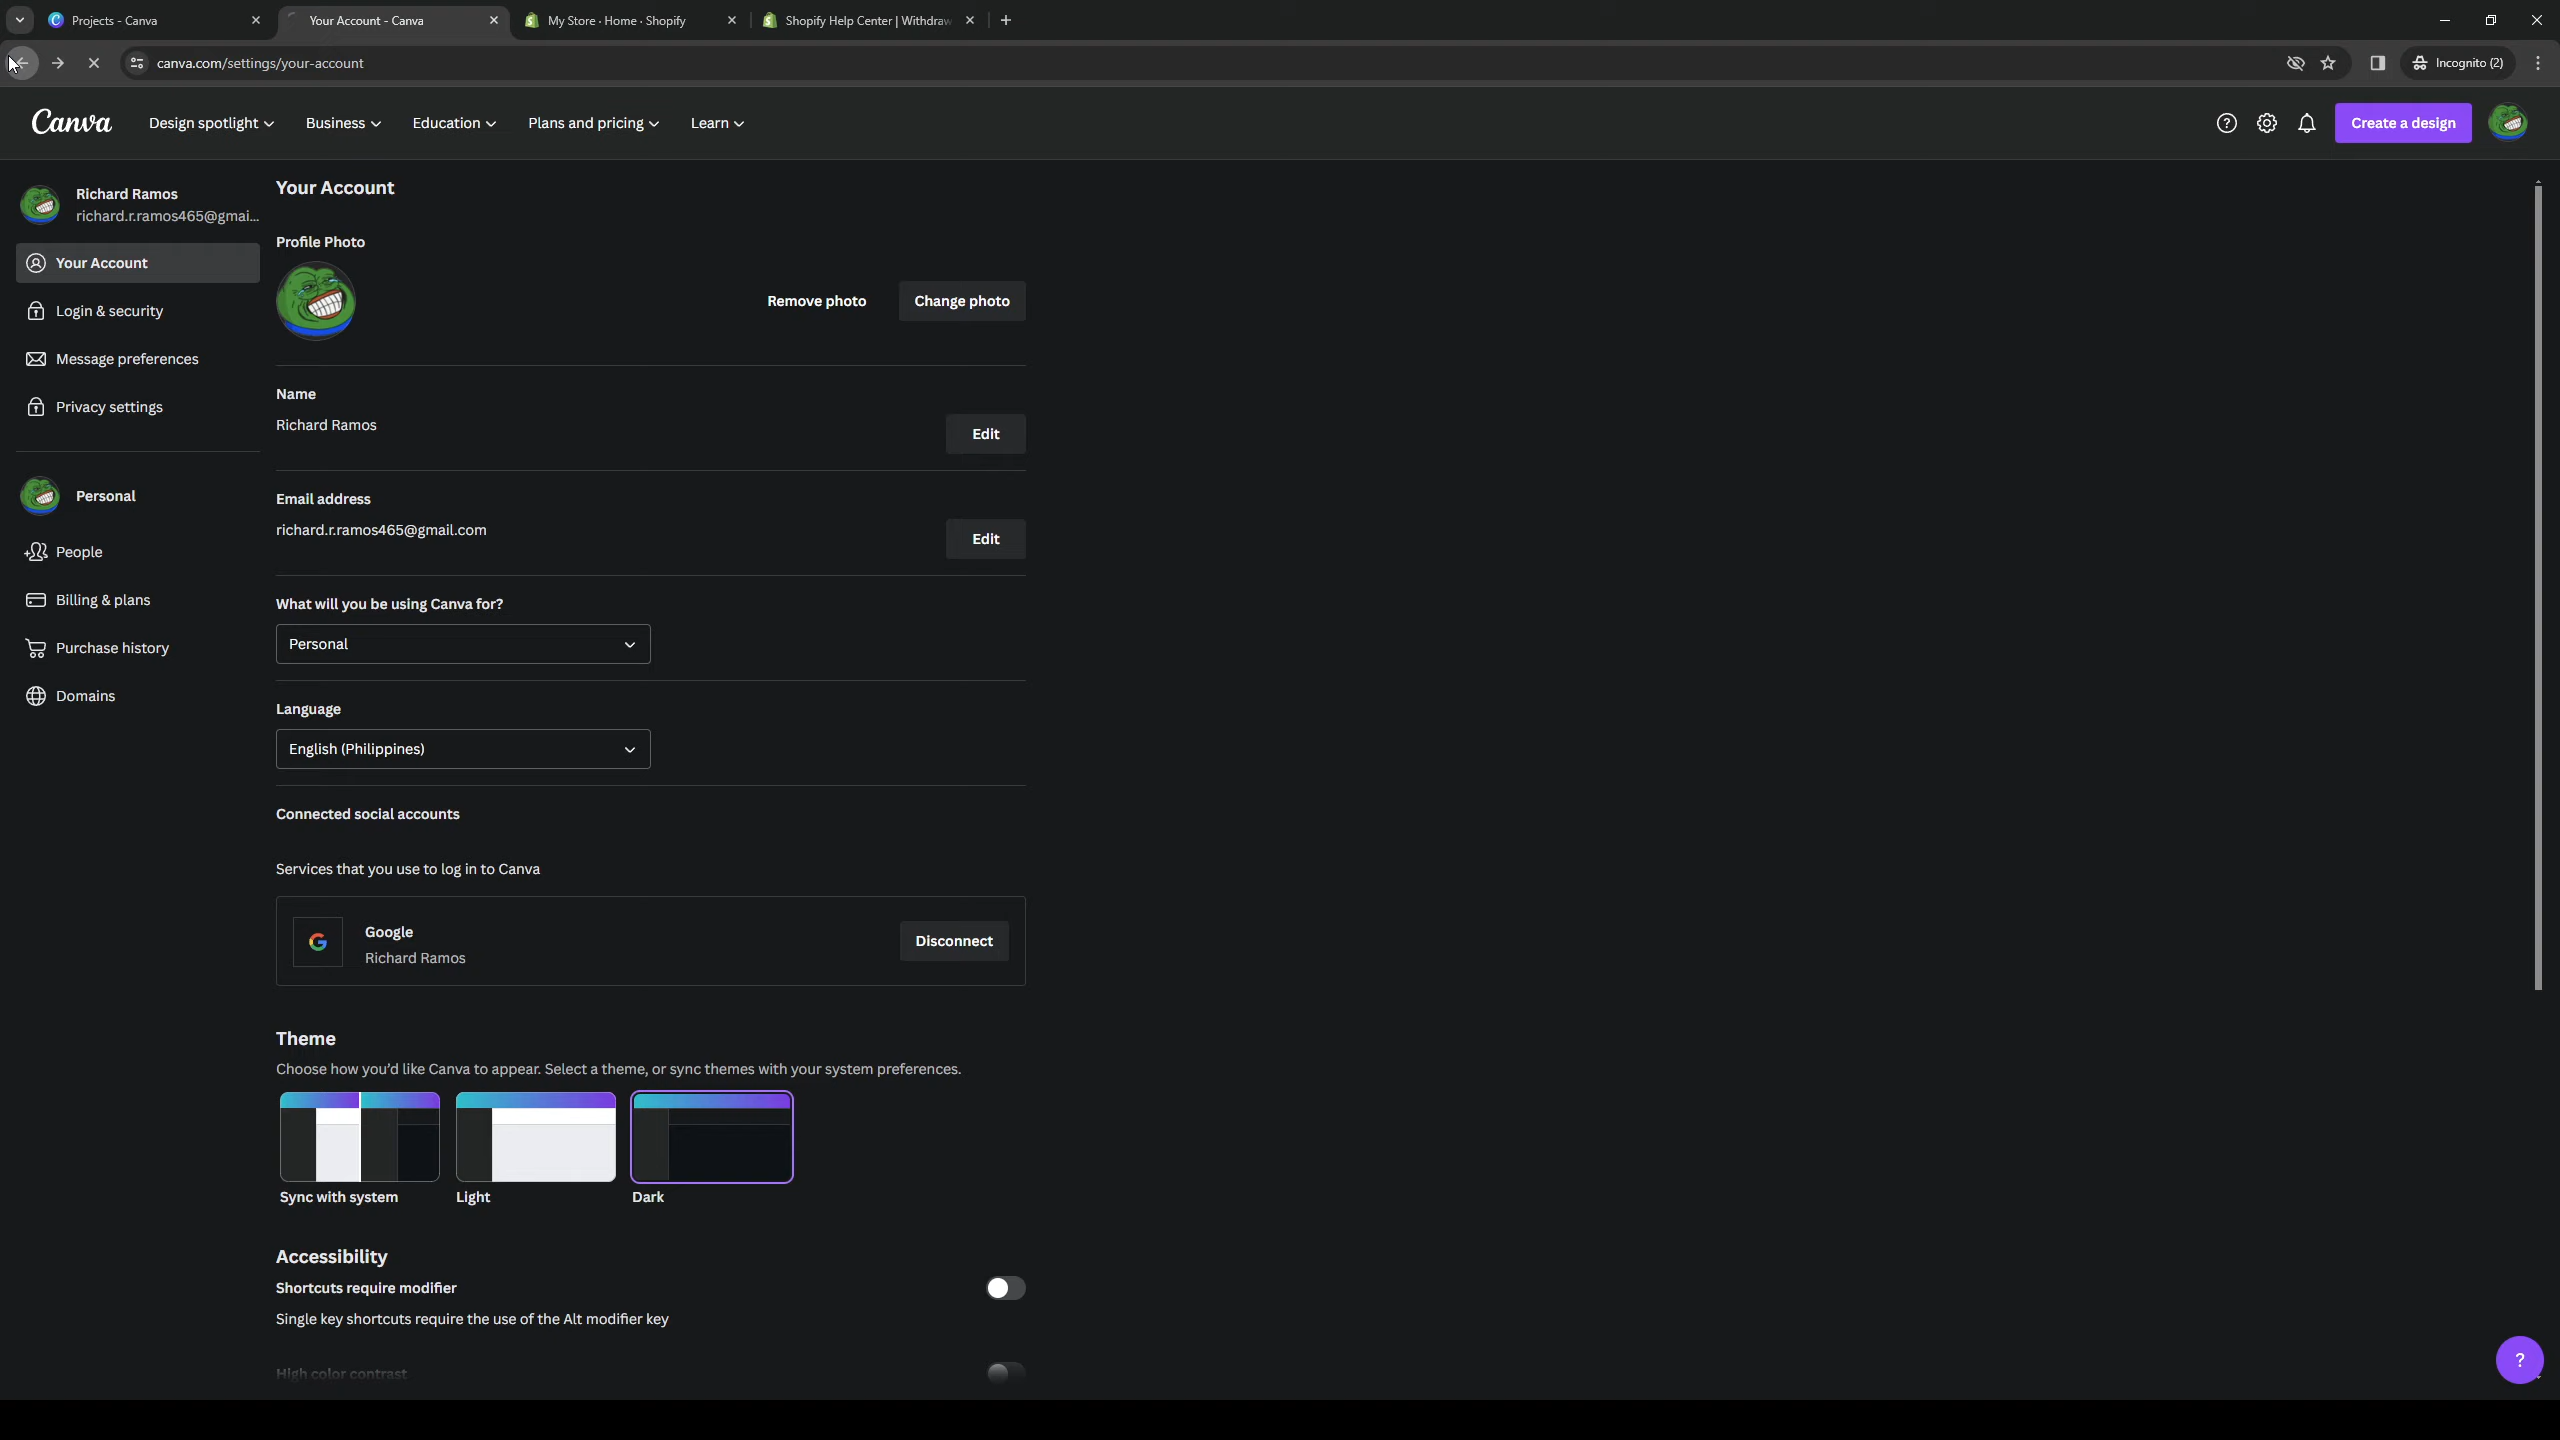 Projects - Canva
Your Account - Canva
My Store · Home · Shopify
Shopify Help Center | Withdraw
canva.com/settings/your-account
Incognito (2)
Canva
Design spotlight
Business
Education
Plans and pricing
Learn
Create a design
Richard Ramos
richard.r.ramos465@gmai...
Your Account
Login & security
Message preferences
Privacy settings
Personal
People
Billing & plans
Purchase history
Domains
Your Account
Profile Photo
Remove photo
Change photo
Name
Richard Ramos
Edit
Email address
richard.r.ramos465@gmail.com
Edit
What will you be using Canva for?
Personal
Language
English (Philippines)
Connected social accounts
Services that you use to log in to Canva
Google
Richard Ramos
Disconnect
Theme
Choose how you'd like Canva to appear. Select a theme, or sync themes with your system preferences.
Sync with system
Light
Dark
Accessibility
Shortcuts require modifier
Single key shortcuts require the use of the Alt modifier key
High color contrast
?